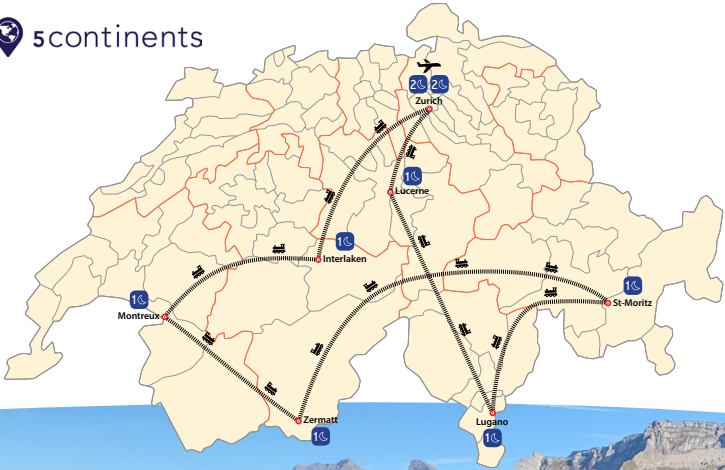 5continents
2 2
Zurich
1
Lucerne
1
Interlaken
1
Montreux
1
St-Moritz
Zermatt
1
Lugano
1